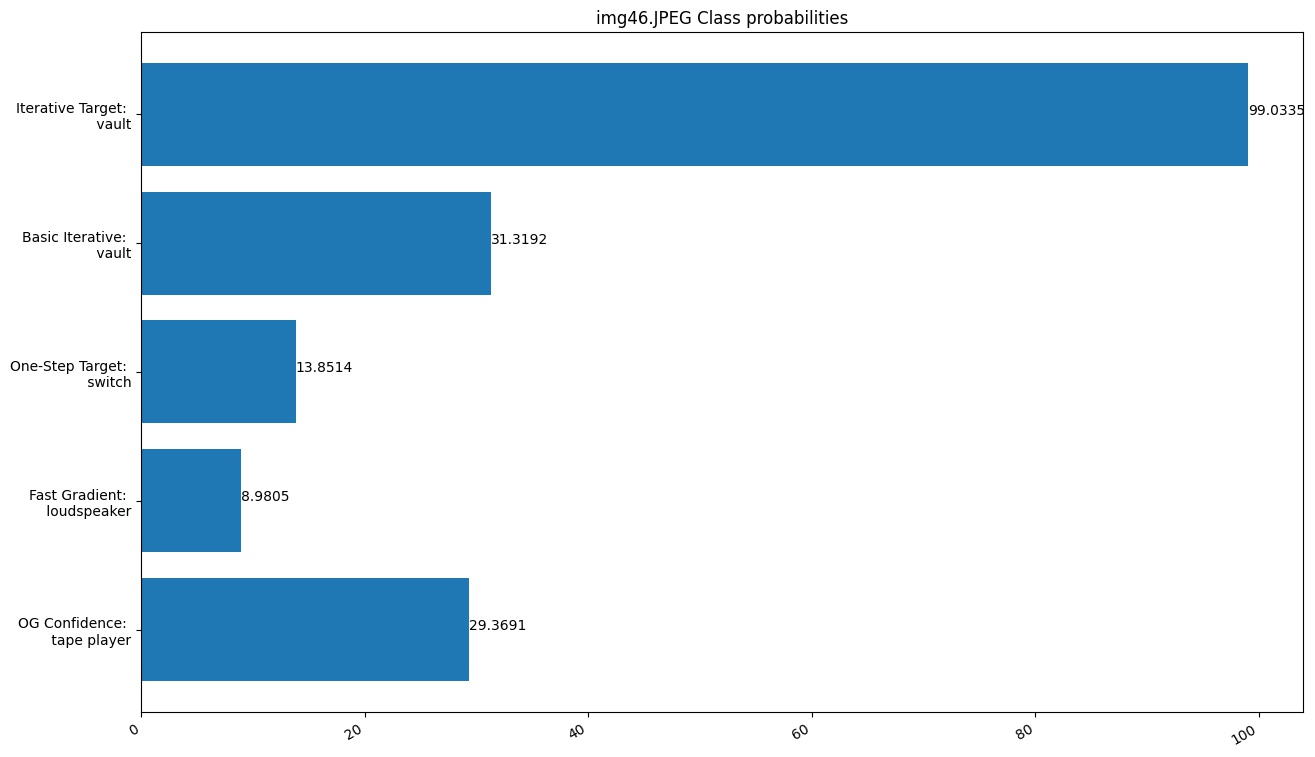 img46.JPEG Class probabilities
Iterative Target:
vault
99.0335
Basic Iterative:
vault
31.3192
One-Step Target:
switch
13.8514
Fast Gradient:
loudspeaker
8.9805
OG Confidence:
tape player
29.3691
0
20
40
60
80
100